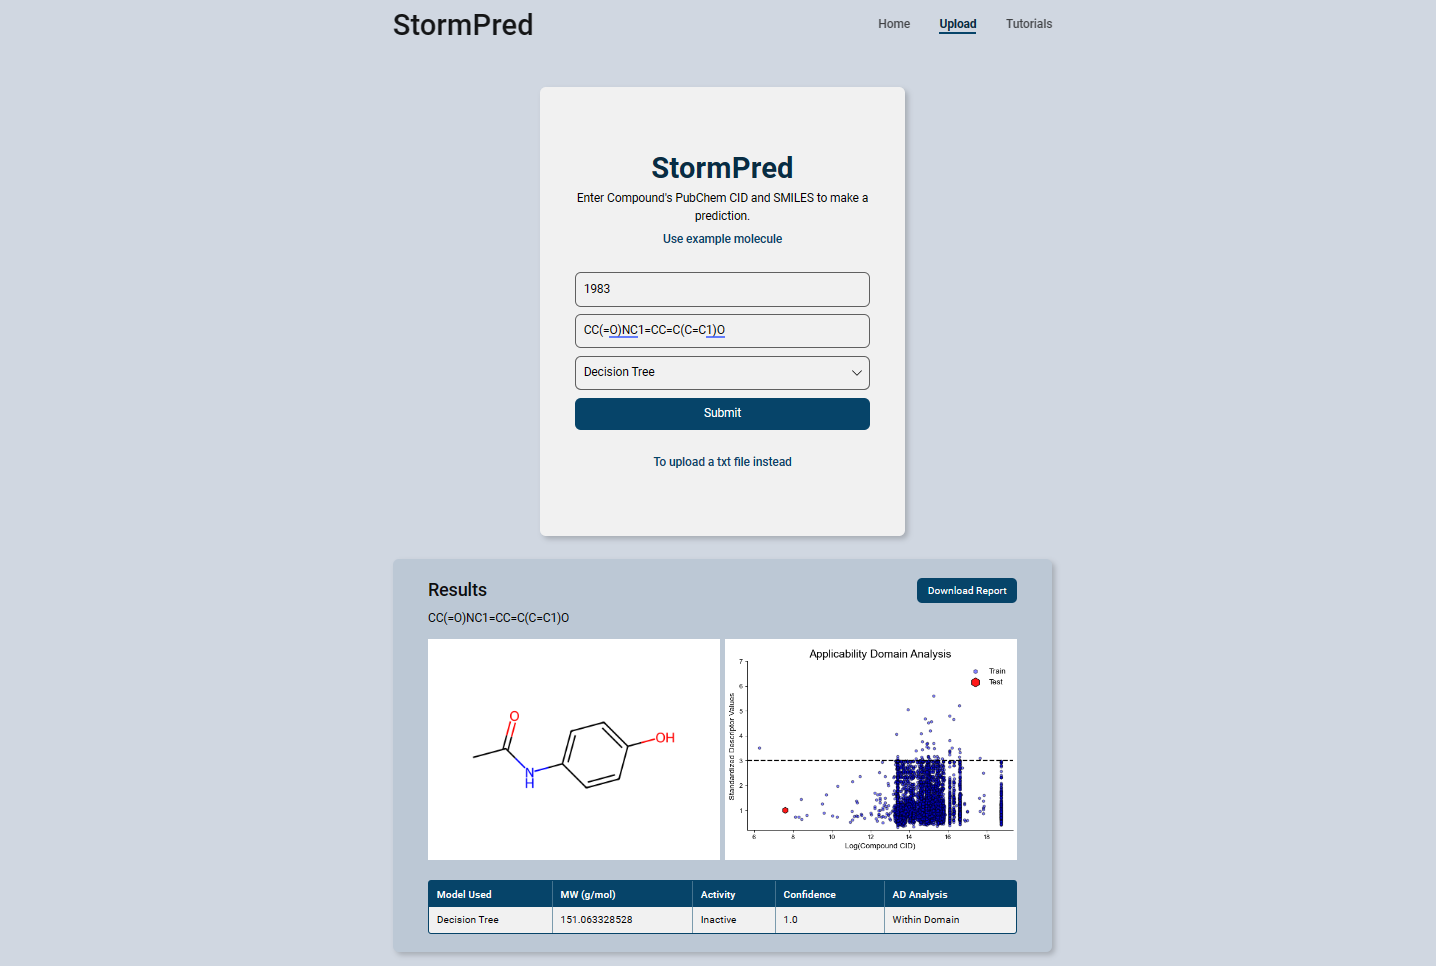 StormPred
Home Upload Tutorials
StormPred
Enter Compound's PubChem CID and SMILES to make a
prediction.
Use example molecule
1983
CC(=O)NC1=CC=C(C=C1)O
Decision Tree
Submit
To upload a txt file instead
Results
Download Report
CC(=O)NC1=CC=C(C=C1)O
O
OH
N
H
Applicability Domain Analysis
Train
Test
Standardized Descriptor Values
7
6
5
4
3
2
1
6 8 10 12 14 16 18
Log(Compound CID)
Model Used MW (g/mol) Activity Confidence AD Analysis
Decision Tree 151.063328528 Inactive 1.0 Within Domain